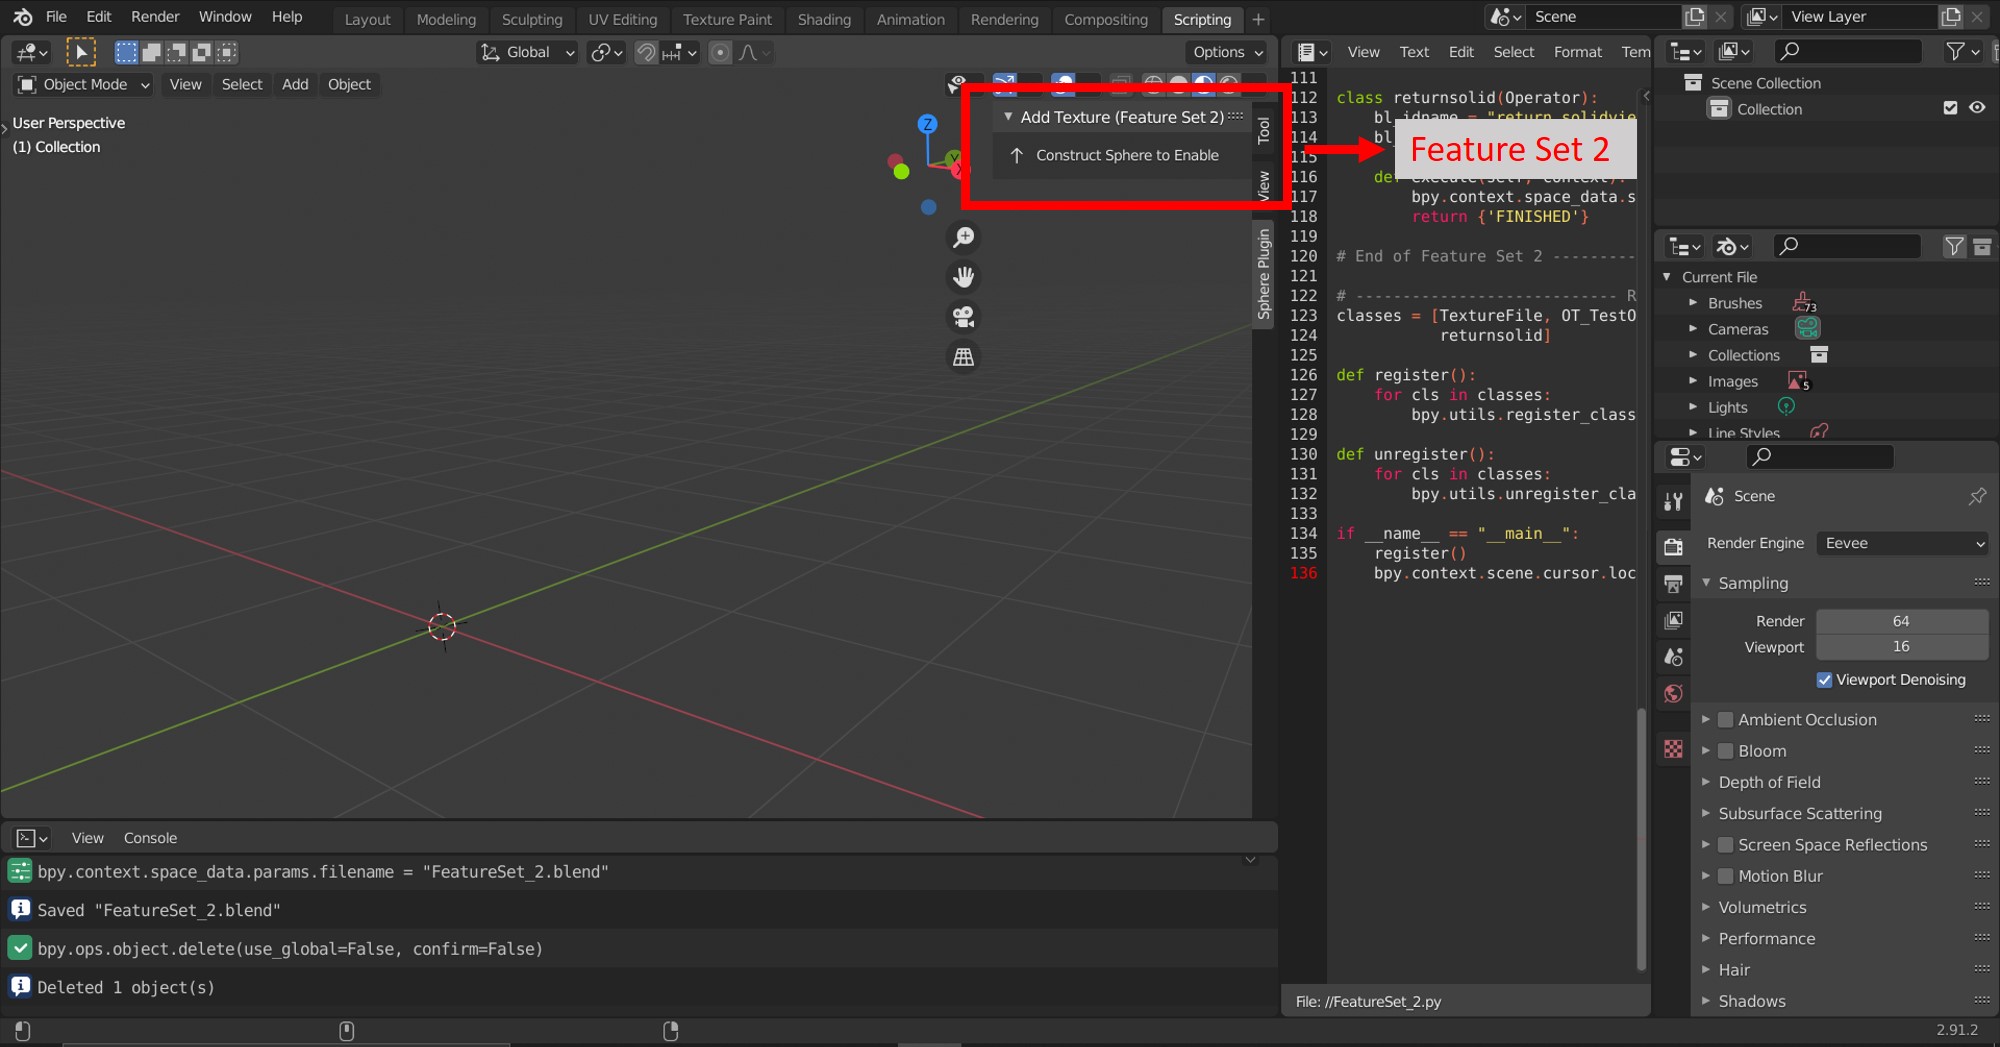 File Edit Render Window Help Layout Modeling Sculpting UV Editing Texture Paint Shading Animation Rendering Compositing Scripting + Scene View Layer
Global Options
Object Mode View Select Add Object
User Perspective
(1) Collection
Z
Y
X
Add Texture (Feature Set 2)
Construct Sphere to Enable
Tool
View
Sphere Plugin
Feature Set 2
View Text Edit Select Format Tem
111
112 class returnsolid(Operator):
113 bl_idname = "return.solidvie
114 bl
115
116 def execute(self, context):
117 bpy.context.space_data.s
118 return {'FINISHED'}
119
120 # End of Feature Set 2 ---------
121
122 # ---------------------------- R
123 classes = [TextureFile, OT_TestO
124 returnsolid]
125
126 def register():
127 for cls in classes:
128 bpy.utils.register_class
129
130 def unregister():
131 for cls in classes:
132 bpy.utils.unregister_cla
133
134 if __name__ == "__main__":
135 register()
136 bpy.context.scene.cursor.loc
File: //FeatureSet_2.py
View Console
bpy.context.space_data.params.filename = "FeatureSet_2.blend"
Saved "FeatureSet_2.blend"
bpy.ops.object.delete(use_global=False, confirm=False)
Deleted 1 object(s)
Scene Collection
Collection
Current File
Brushes 73
Cameras
Collections
Images 5
Lights
Line Styles
Scene
Render Engine Eevee
Sampling
Render 64
Viewport 16
Viewport Denoising
Ambient Occlusion
Bloom
Depth of Field
Subsurface Scattering
Screen Space Reflections
Motion Blur
Volumetrics
Performance
Hair
Shadows
2.91.2